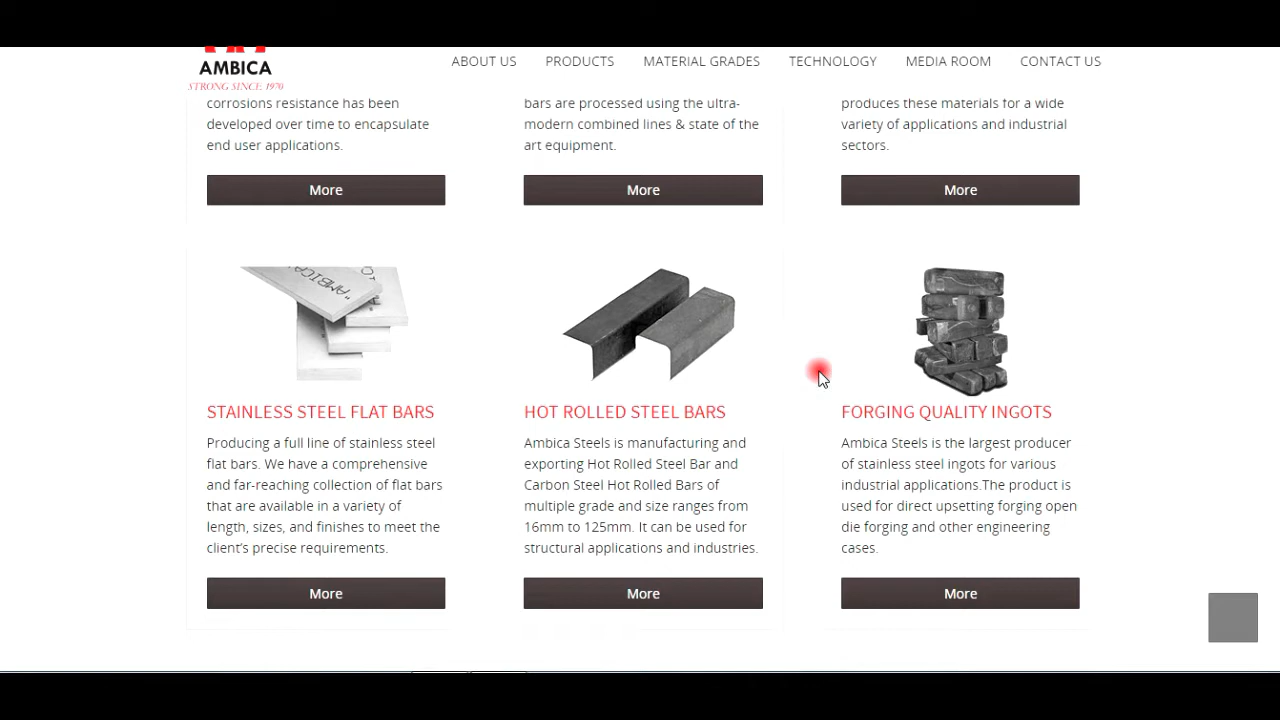 AMBICA
STRONG SINCE 1970
ABOUT US
PRODUCTS
MATERIAL GRADES
TECHNOLOGY
MEDIA ROOM
CONTACT US
corrosions resistance has been
developed over time to encapsulate
end user applications.
More
bars are processed using the ultra-
modern combined lines & state of the
art equipment.
More
produces these materials for a wide
variety of applications and industrial
sectors.
More
"AMBICA
STAINLESS STEEL FLAT BARS
Producing a full line of stainless steel
flat bars. We have a comprehensive
and far-reaching collection of flat bars
that are available in a variety of
length, sizes, and finishes to meet the
client's precise requirements.
More
HOT ROLLED STEEL BARS
Ambica Steels is manufacturing and
exporting Hot Rolled Steel Bar and
Carbon Steel Hot Rolled Bars of
multiple grade and size ranges from
16mm to 125mm. It can be used for
structural applications and industries.
More
FORGING QUALITY INGOTS
Ambica Steels is the largest producer
of stainless steel ingots for various
industrial applications.The product is
used for direct upsetting forging open
die forging and other engineering
cases.
More